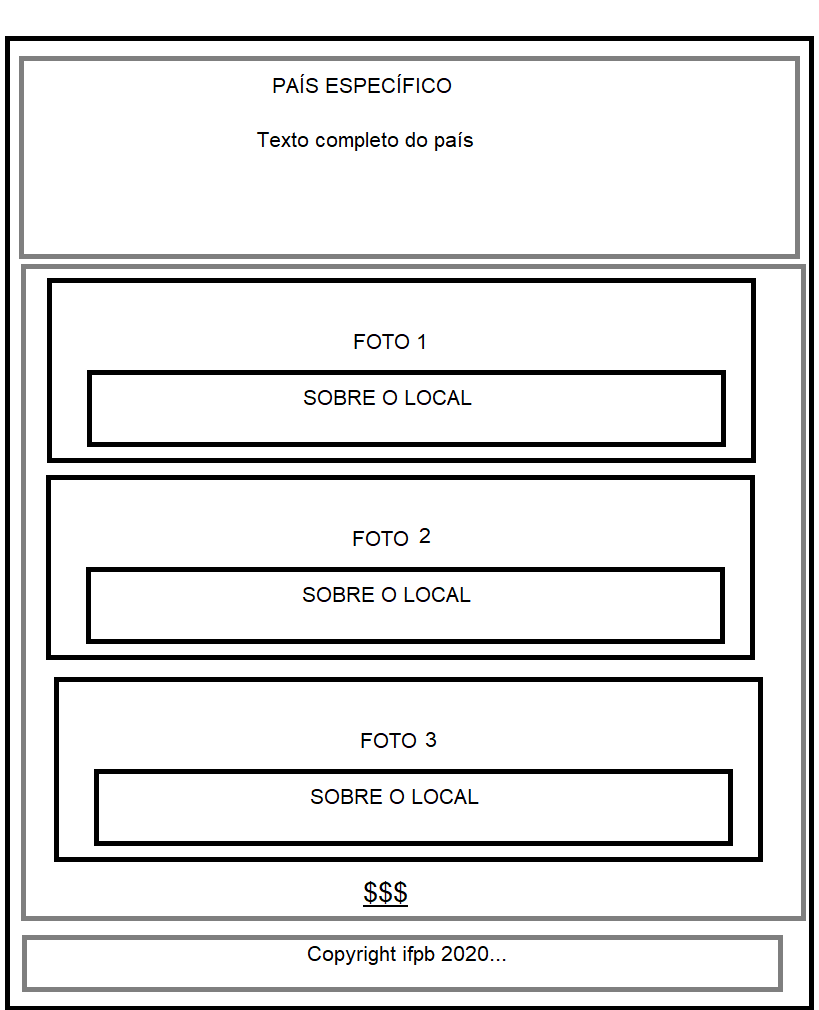 PAÍS ESPECÍFICO
Texto completo do país
FOTO 1
SOBRE O LOCAL
FOTO 2
SOBRE O LOCAL
FOTO 3
SOBRE O LOCAL
$$$
Copyright ifpb 2020...